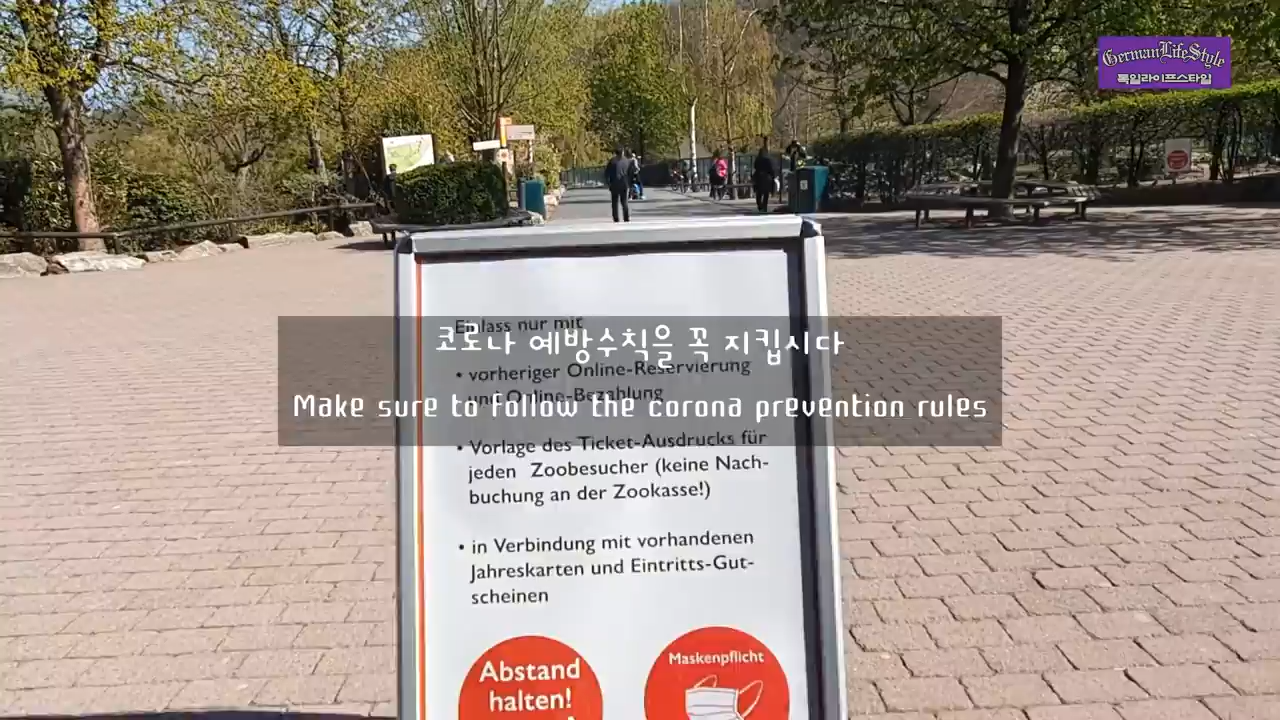 GermanLifeStyle
독일라이프스타일
Einlass nur mit
코로나 예방수칙을 꼭 지킵시다
• vorheriger Online-Reservierung
und Online-Bezahlung
Make sure to follow the corona prevention rules
• Vorlage des Ticket-Ausdrucks für
jeden Zoobesucher (keine Nach-
buchung an der Zookasse!)
• in Verbindung mit vorhandenen
Jahreskarten und Eintritts-Gut-
scheinen
Abstand
halten!
Maskenpflicht